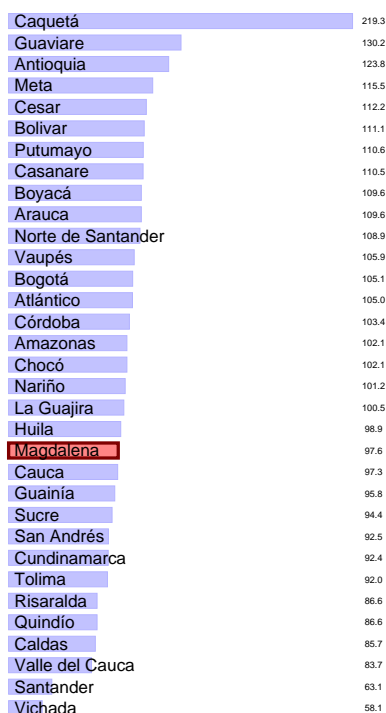 Caquetá 219.3
Guaviare 130.2
Antioquia 123.8
Meta 115.5
Cesar 112.2
Bolivar 111.1
Putumayo 110.6
Casanare 110.5
Boyacá 109.6
Arauca 109.6
Norte de Santander 108.9
Vaupés 105.9
Bogotá 105.1
Atlántico 105.0
Córdoba 103.4
Amazonas 102.1
Chocó 102.1
Nariño 101.2
La Guajira 100.5
Huila 98.9
Magdalena 97.6
Cauca 97.3
Guainía 95.8
Sucre 94.4
San Andrés 92.5
Cundinamarca 92.4
Tolima 92.0
Risaralda 86.6
Quindío 86.6
Caldas 85.7
Valle del Cauca 83.7
Santander 63.1
Vichada 58.1